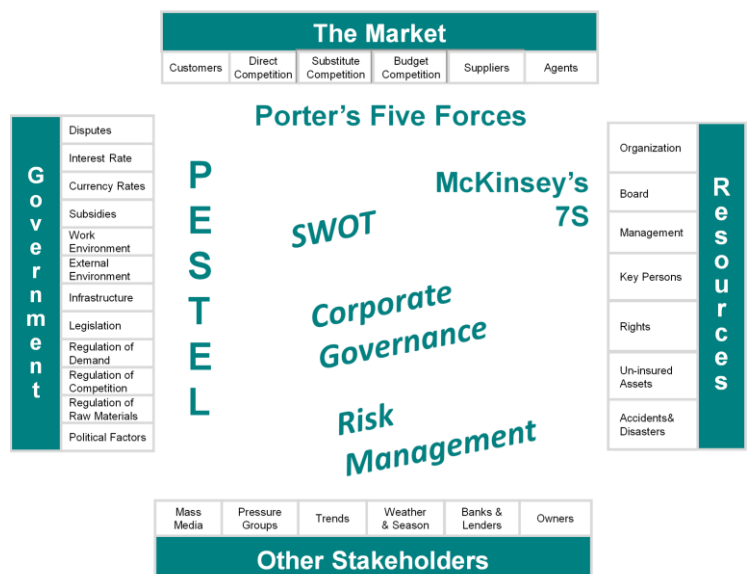 The Market
Customers
Direct
Competition
Substitute
Competition
Budget
Competition
Suppliers
Agents
Porter's Five Forces
Government
Disputes
Interest Rate
Currency Rates
Subsidies
Work
Environment
External
Environment
Infrastructure
Legislation
Regulation of
Demand
Regulation of
Competition
Regulation of
Raw Materials
Political Factors
PESTEL
McKinsey's
7S
SWOT
Corporate
Governance
Risk
Management
Organization
Board
Management
Key Persons
Rights
Un-insured
Assets
Accidents&
Disasters
Resources
Mass
Media
Pressure
Groups
Trends
Weather
& Season
Banks &
Lenders
Owners
Other Stakeholders